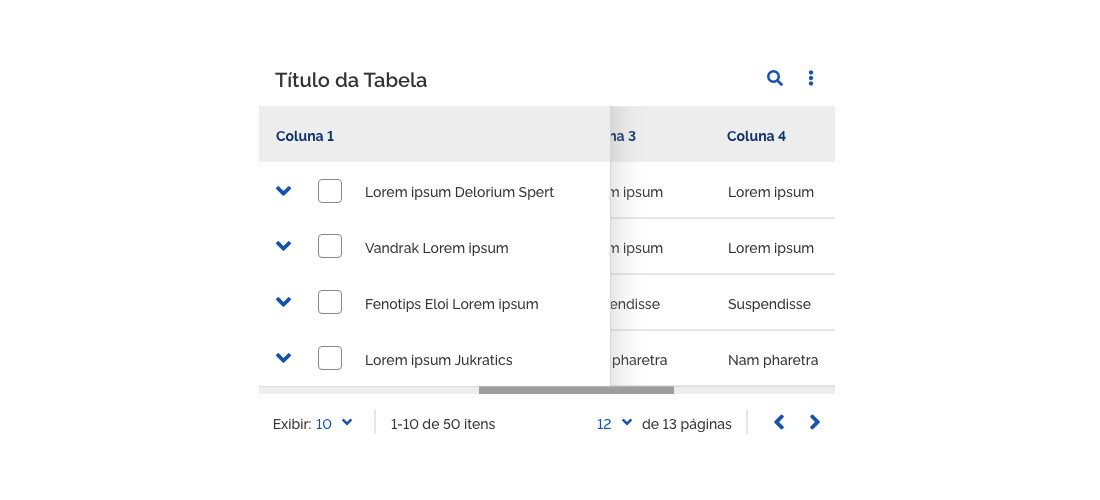 Título da Tabela
Coluna 1 na 3 Coluna 4
Lorem ipsum Delorium Spert m ipsum Lorem ipsum
Vandrak Lorem ipsum m ipsum Lorem ipsum
Fenotips Eloi Lorem ipsum endisse Suspendisse
Lorem ipsum Jukratics pharetra Nam pharetra
Exibir: 10 1-10 de 50 itens 12 de 13 páginas